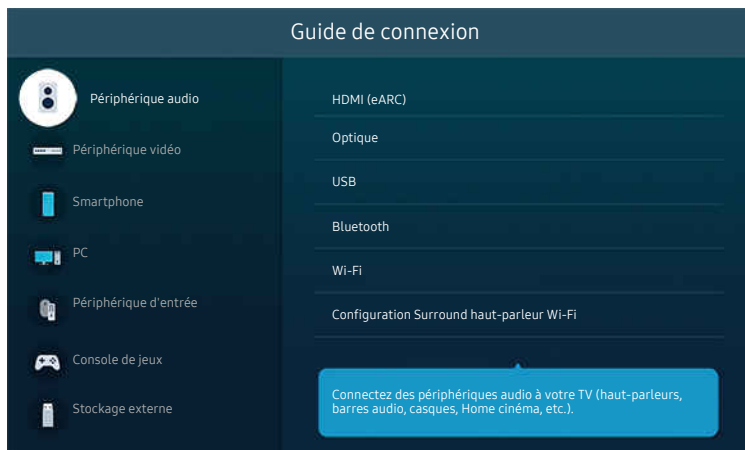 Guide de connexion
Périphérique audio
Périphérique vidéo
Smartphone
PC
Périphérique d'entrée
Console de jeux
Stockage externe
HDMI (eARC)
Optique
USB
Bluetooth
Wi-Fi
Configuration Surround haut-parleur Wi-Fi
Connectez des périphériques audio à votre TV (haut-parleurs,
barres audio, casques, Home cinéma, etc.).